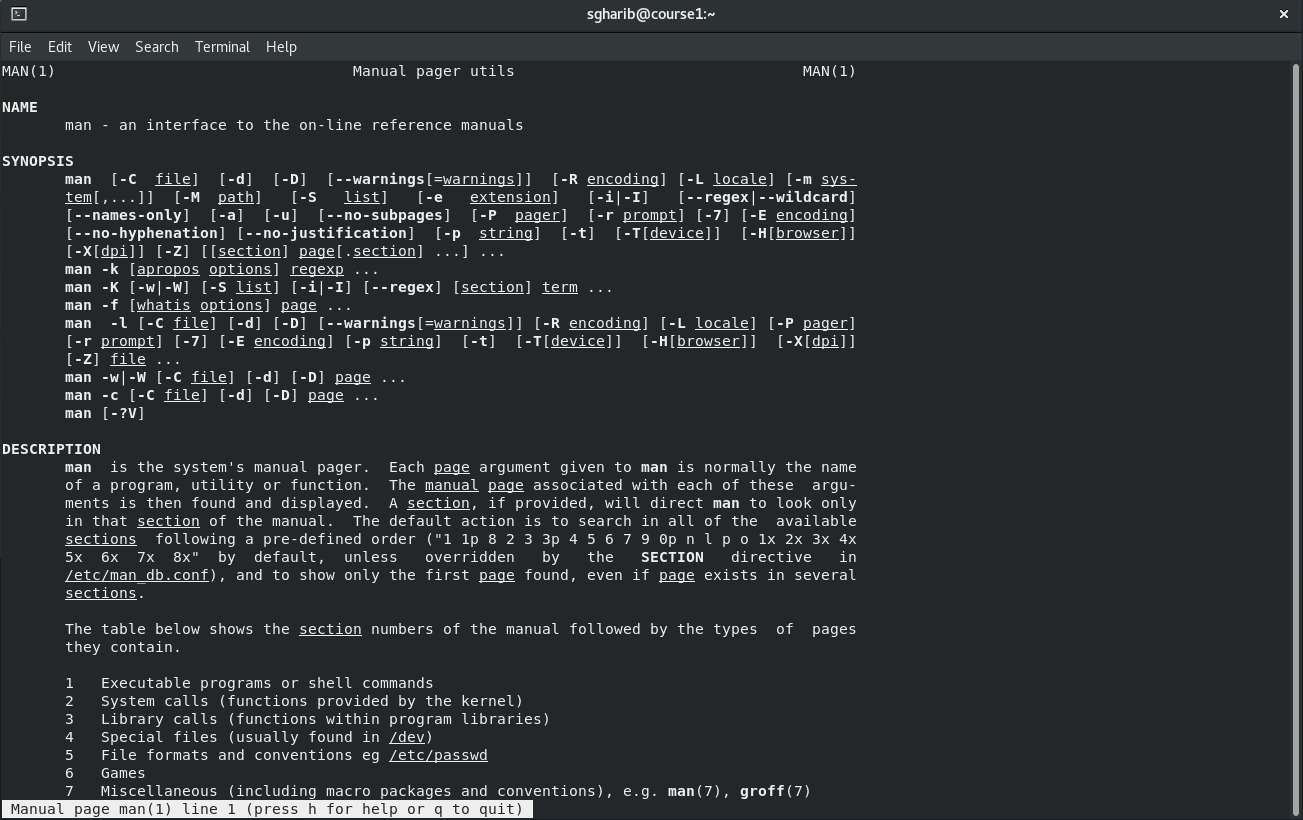 sgharib@course1:~
File Edit View Search Terminal Help
MAN(1) Manual pager utils MAN(1)
NAME
man - an interface to the on-line reference manuals
SYNOPSIS
man [-C file] [-d] [-D] [--warnings[=warnings]] [-R encoding] [-L locale] [-m sys-
tem[,...]] [-M path] [-S list] [-e extension] [-i|-I] [--regex|--wildcard]
[--names-only] [-a] [-u] [--no-subpages] [-P pager] [-r prompt] [-7] [-E encoding]
[--no-hyphenation] [--no-justification] [-p string] [-t] [-T[device]] [-H[browser]]
[-X[dpi]] [-Z] [[section] page[.section] ...] ...
man -k [apropos options] regexp ...
man -K [-w|-W] [-S list] [-i|-I] [--regex] [section] term ...
man -f [whatis options] page ...
man -l [-C file] [-d] [-D] [--warnings[=warnings]] [-R encoding] [-L locale] [-P pager]
[-r prompt] [-7] [-E encoding] [-p string] [-t] [-T[device]] [-H[browser]] [-X[dpi]]
[-Z] file ...
man -w|-W [-C file] [-d] [-D] page ...
man -c [-C file] [-d] [-D] page ...
man [-?V]
DESCRIPTION
man is the system's manual pager. Each page argument given to man is normally the name
of a program, utility or function. The manual page associated with each of these argu-
ments is then found and displayed. A section, if provided, will direct man to look only
in that section of the manual. The default action is to search in all of the available
sections following a pre-defined order ("1 1p 8 2 3 3p 4 5 6 7 9 0p n l p o 1x 2x 3x 4x
5x 6x 7x 8x" by default, unless overridden by the SECTION directive in
/etc/man_db.conf), and to show only the first page found, even if page exists in several
sections.
The table below shows the section numbers of the manual followed by the types of pages
they contain.
1 Executable programs or shell commands
2 System calls (functions provided by the kernel)
3 Library calls (functions within program libraries)
4 Special files (usually found in /dev)
5 File formats and conventions eg /etc/passwd
6 Games
7 Miscellaneous (including macro packages and conventions), e.g. man(7), groff(7)
Manual page man(1) line 1 (press h for help or q to quit)